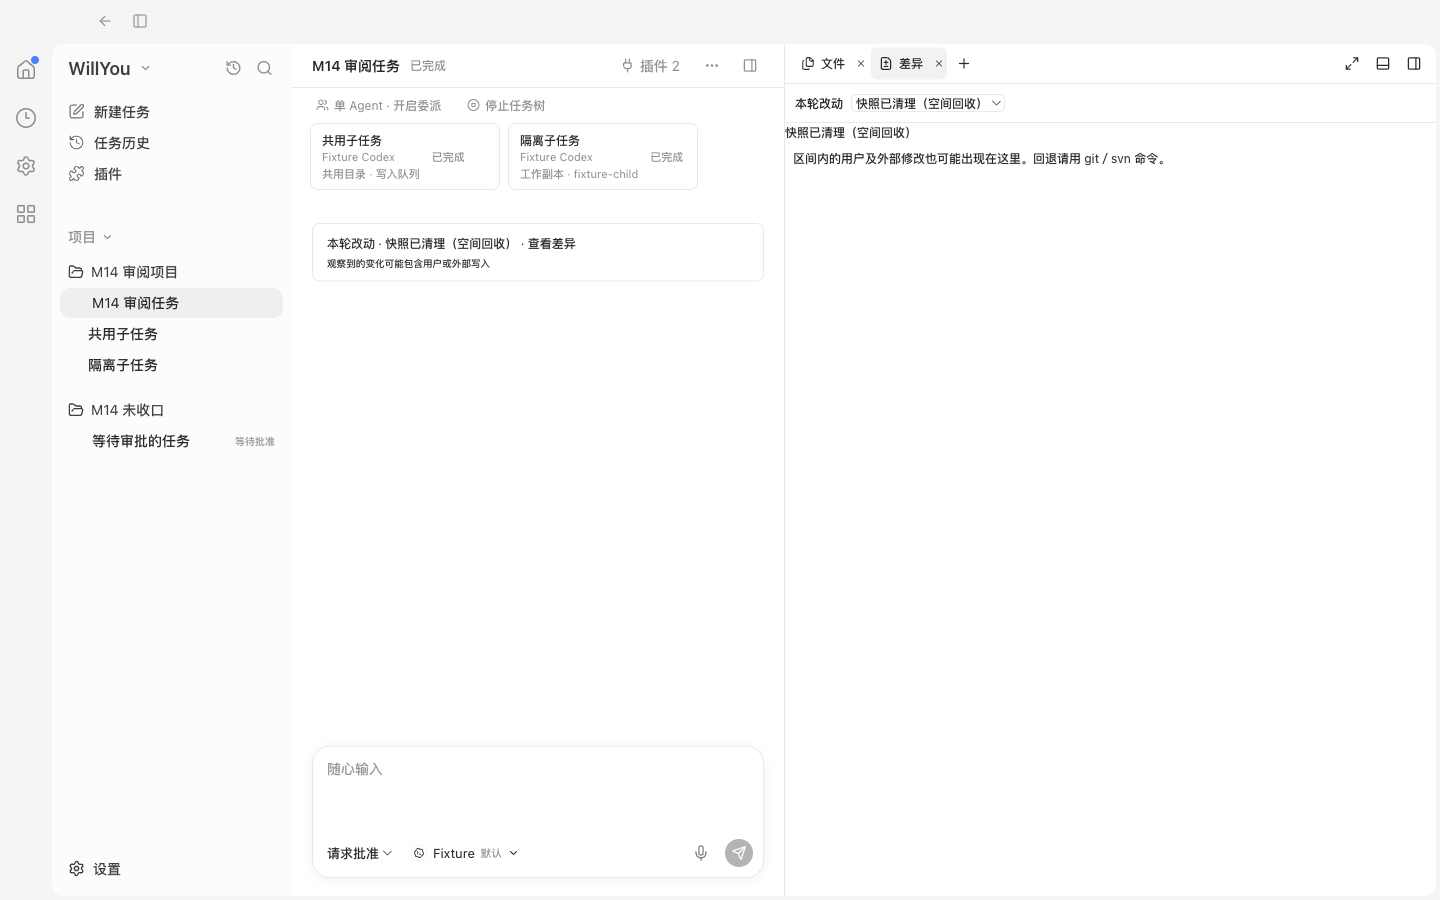 WillYou
新建任务
任务历史
插件
项目
M14 审阅项目
M14 审阅任务
共用子任务
隔离子任务
M14 未收口
等待审批的任务 等待批准
设置
M14 审阅任务 已完成 插件 2
单 Agent · 开启委派 停止任务树
共用子任务
Fixture Codex 已完成
共用目录 · 写入队列
隔离子任务
Fixture Codex 已完成
工作副本 · fixture-child
本轮改动 · 快照已清理（空间回收） · 查看差异
观察到的变化可能包含用户或外部写入
随心输入
请求批准 Fixture 默认
文件 差异
本轮改动 快照已清理（空间回收）
快照已清理（空间回收）
区间内的用户及外部修改也可能出现在这里。回退请用 git / svn 命令。